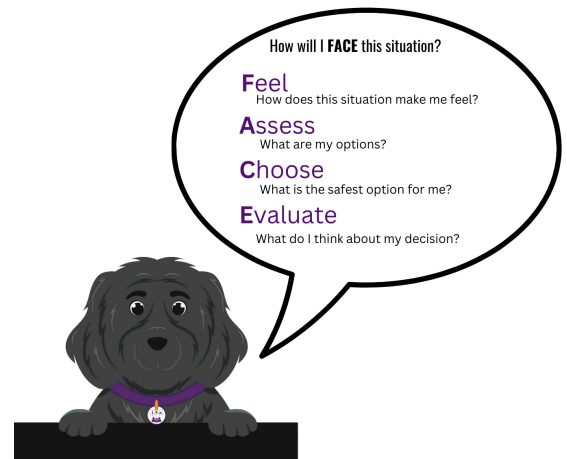 How will I FACE this situation?
Feel
How does this situation make me feel?
Assess
What are my options?
Choose
What is the safest option for me?
Evaluate
What do I think about my decision?